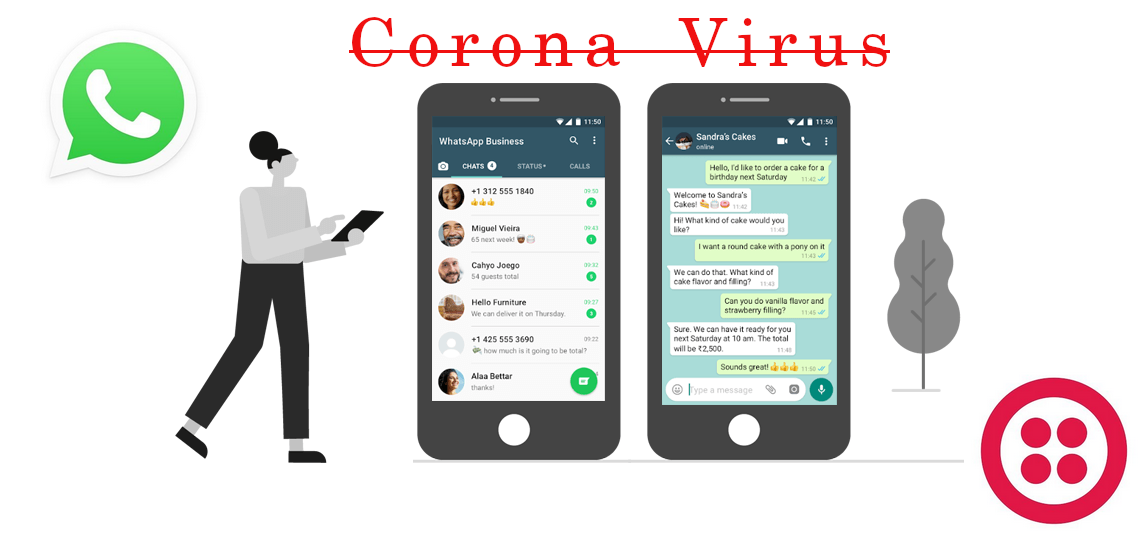 Corona Virus
11:50
WhatsApp Business
CHATS 4 STATUS CALLS
+1 312 555 1840 09:50
👍👍👍 2
Miguel Vieira 09:43
65 next week! 1
Cahyo Joego 09:32
54 guests total 5
Hello Furniture 09:27
We can deliver it on Thursday. 3
+1 425 555 3690 09:22
how much is it going to be total?
Alaa Bettar
thanks!
11:50
Sandra's Cakes
online
Hello, I'd like to order a cake for a
birthday next Saturday 11:42
Welcome to Sandra's
Cakes! 11:42
Hi! What kind of cake would you
like? 11:43
I want a round cake with a pony on it
11:43
We can do that. What kind of
cake flavor and filling? 11:43
Can you do vanilla flavor and
strawberry filling? 11:45
Sure. We can have it ready for you
next Saturday at 10 am. The total
will be ₹2,500. 11:48
Sounds great! 👍👍👍 11:50
Type a message